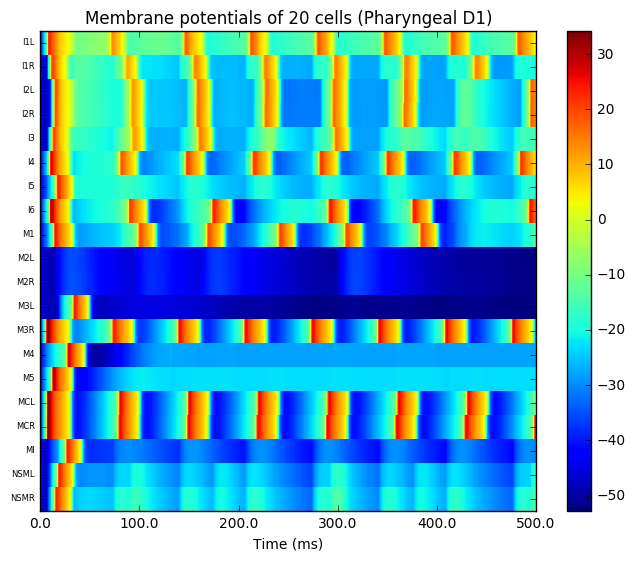 Membrane potentials of 20 cells (Pharyngeal D1)
I1L
I1R
I2L
I2R
I3
I4
I5
I6
M1
M2L
M2R
M3L
M3R
M4
M5
MCL
MCR
MI
NSML
NSMR
0.0 100.0 200.0 300.0 400.0 500.0
Time (ms)
30
20
10
0
−10
−20
−30
−40
−50